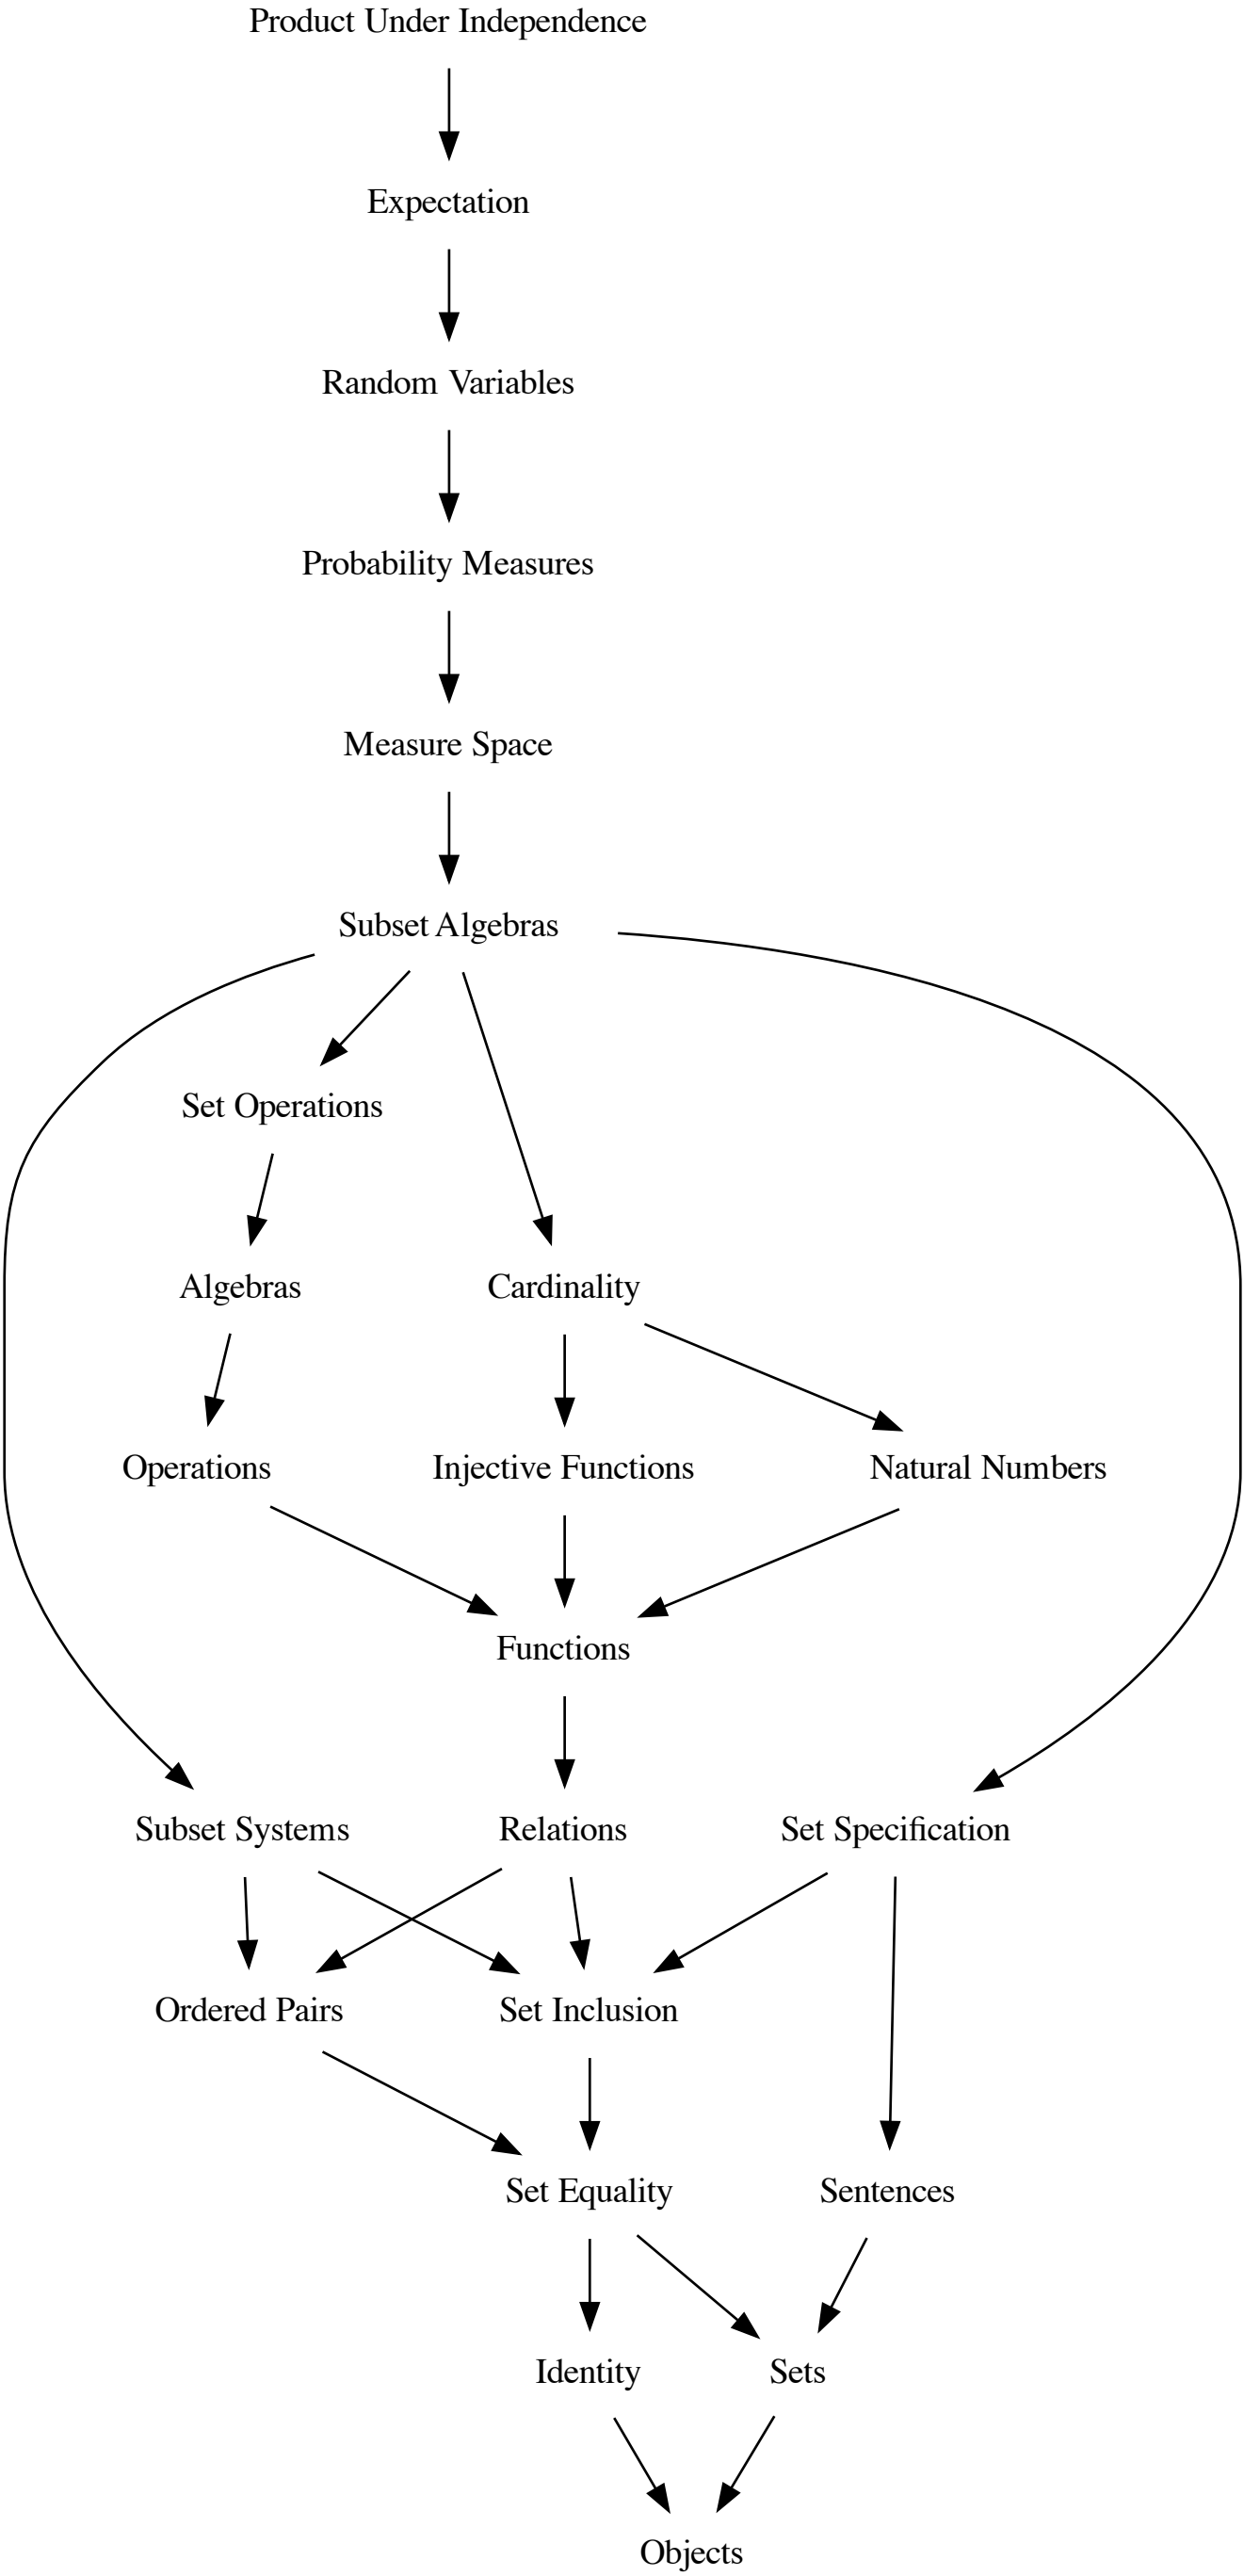 Product Under Independence
Expectation
Random Variables
Probability Measures
Measure Space
Subset Algebras
Set Operations
Algebras
Cardinality
Operations
Injective Functions
Natural Numbers
Functions
Subset Systems
Relations
Set Specification
Ordered Pairs
Set Inclusion
Set Equality
Sentences
Identity
Sets
Objects